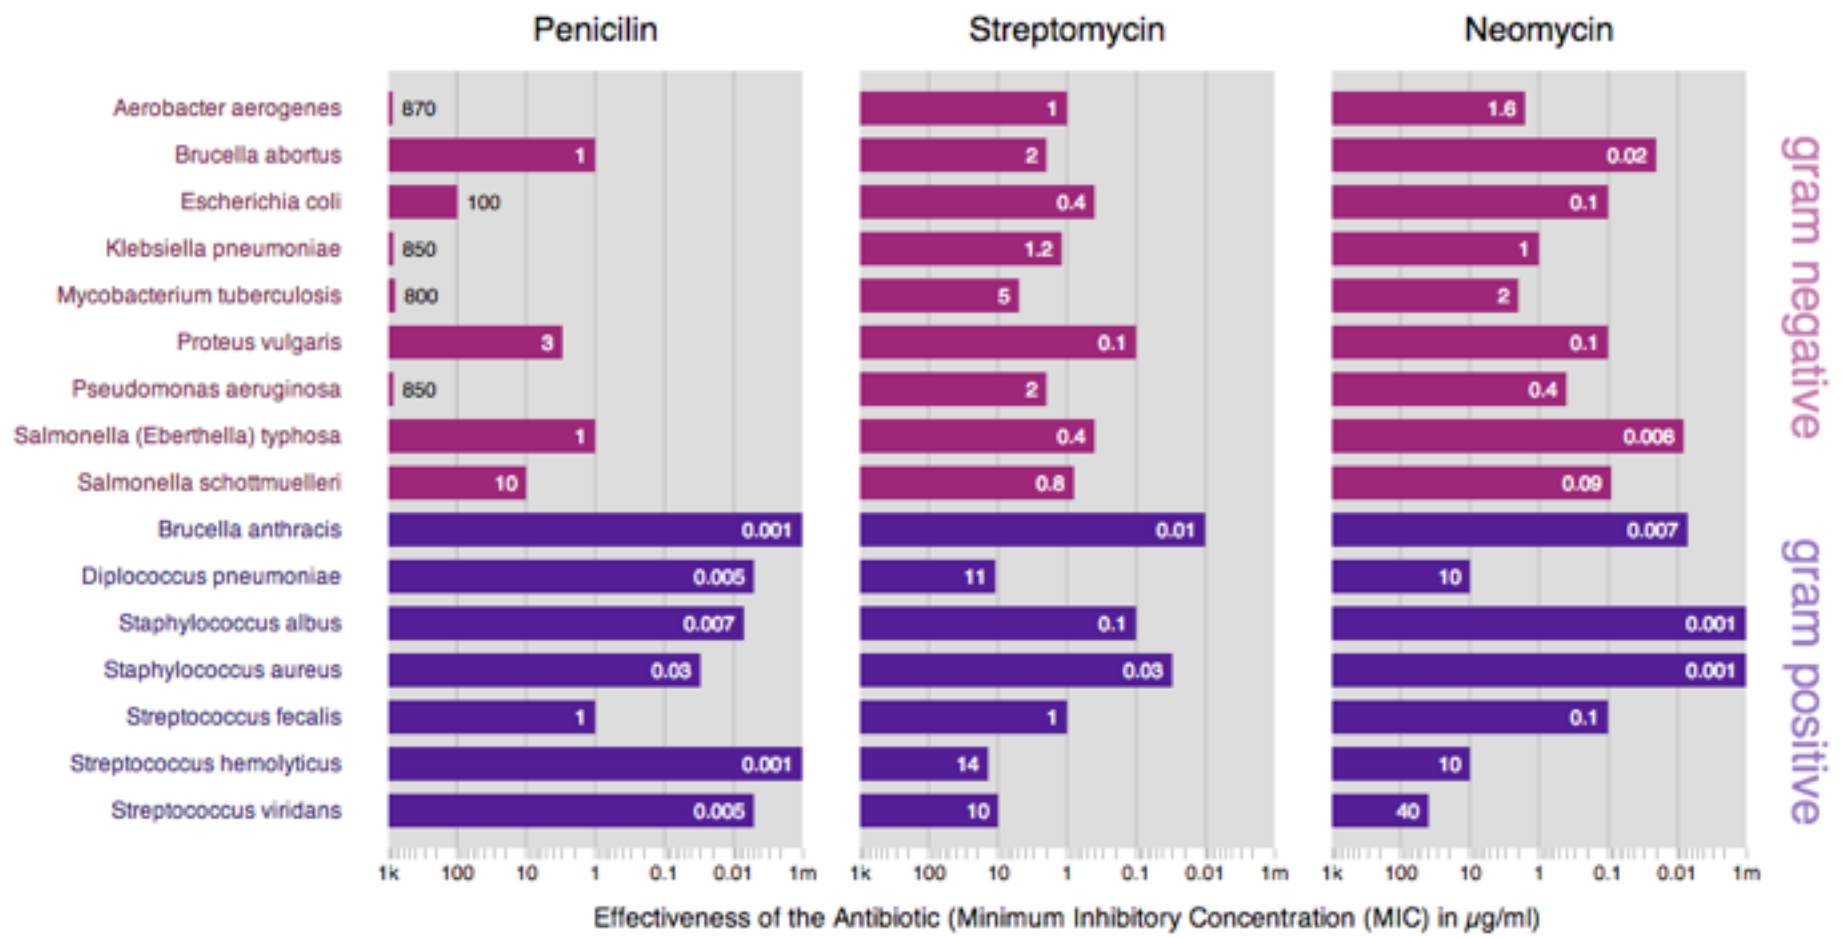 Penicilin Streptomycin Neomycin
Aerobacter aerogenes 870 1 1.6
Brucella abortus 1 2 0.02
Escherichia coli 100 0.4 0.1
Klebsiella pneumoniae 850 1.2 1
Mycobacterium tuberculosis 800 5 2
Proteus vulgaris 3 0.1 0.1
Pseudomonas aeruginosa 850 2 0.4
Salmonella (Eberthella) typhosa 1 0.4 0.008
Salmonella schottmuelleri 10 0.8 0.09
gram negative
Brucella anthracis 0.001 0.01 0.007
Diplococcus pneumoniae 0.005 11 10
Staphylococcus albus 0.007 0.1 0.001
Staphylococcus aureus 0.03 0.03 0.001
Streptococcus fecalis 1 1 0.1
Streptococcus hemolyticus 0.001 14 10
Streptococcus viridans 0.005 10 40
gram positive
1k 100 10 1 0.1 0.01 1m 1k 100 10 1 0.1 0.01 1m 1k 100 10 1 0.1 0.01 1m
Effectiveness of the Antibiotic (Minimum Inhibitory Concentration (MIC) in µg/ml)